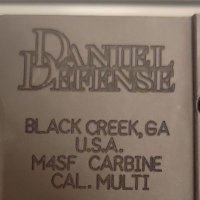 DANIEL
DEFENSE
BLACK CREEK, GA
U.S.A.
M4SF CARBINE
CAL. MULTI